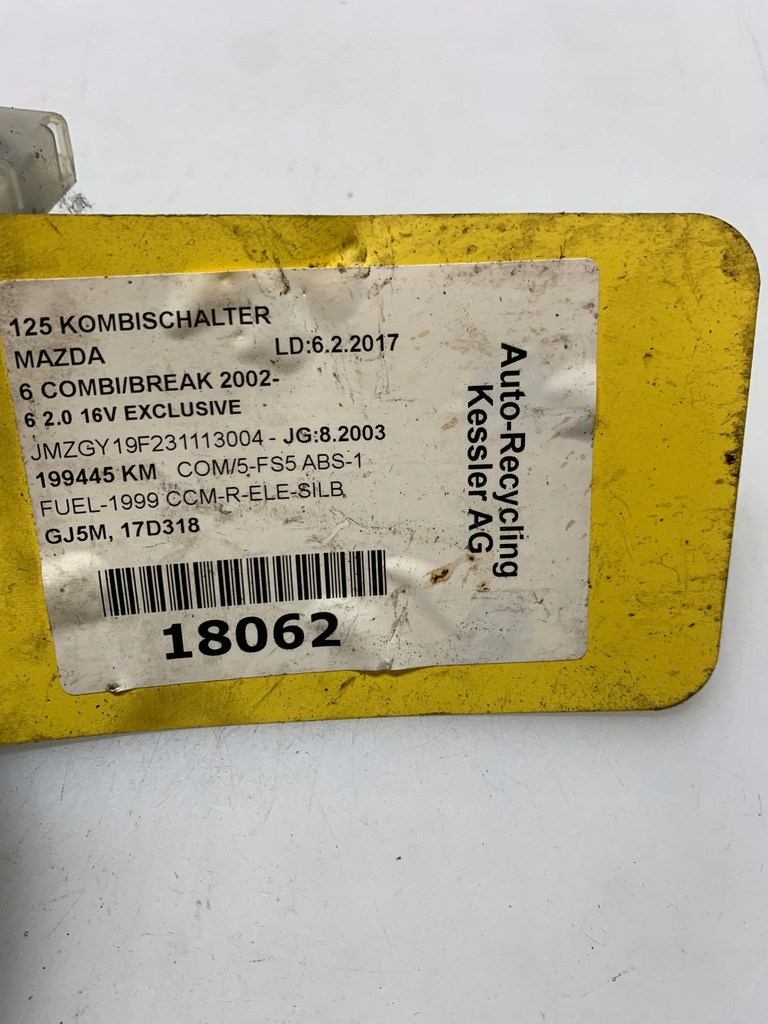 125 KOMBISCHALTER
MAZDA LD:6.2.2017
6 COMBI/BREAK 2002-
6 2.0 16V EXCLUSIVE
JMZGY19F231113004 - JG:8.2003
199445 KM COM/5-FS5 ABS-1
FUEL-1999 CCM-R-ELE-SILB
GJ5M, 17D318
18062
Auto-Recycling
Kessler AG